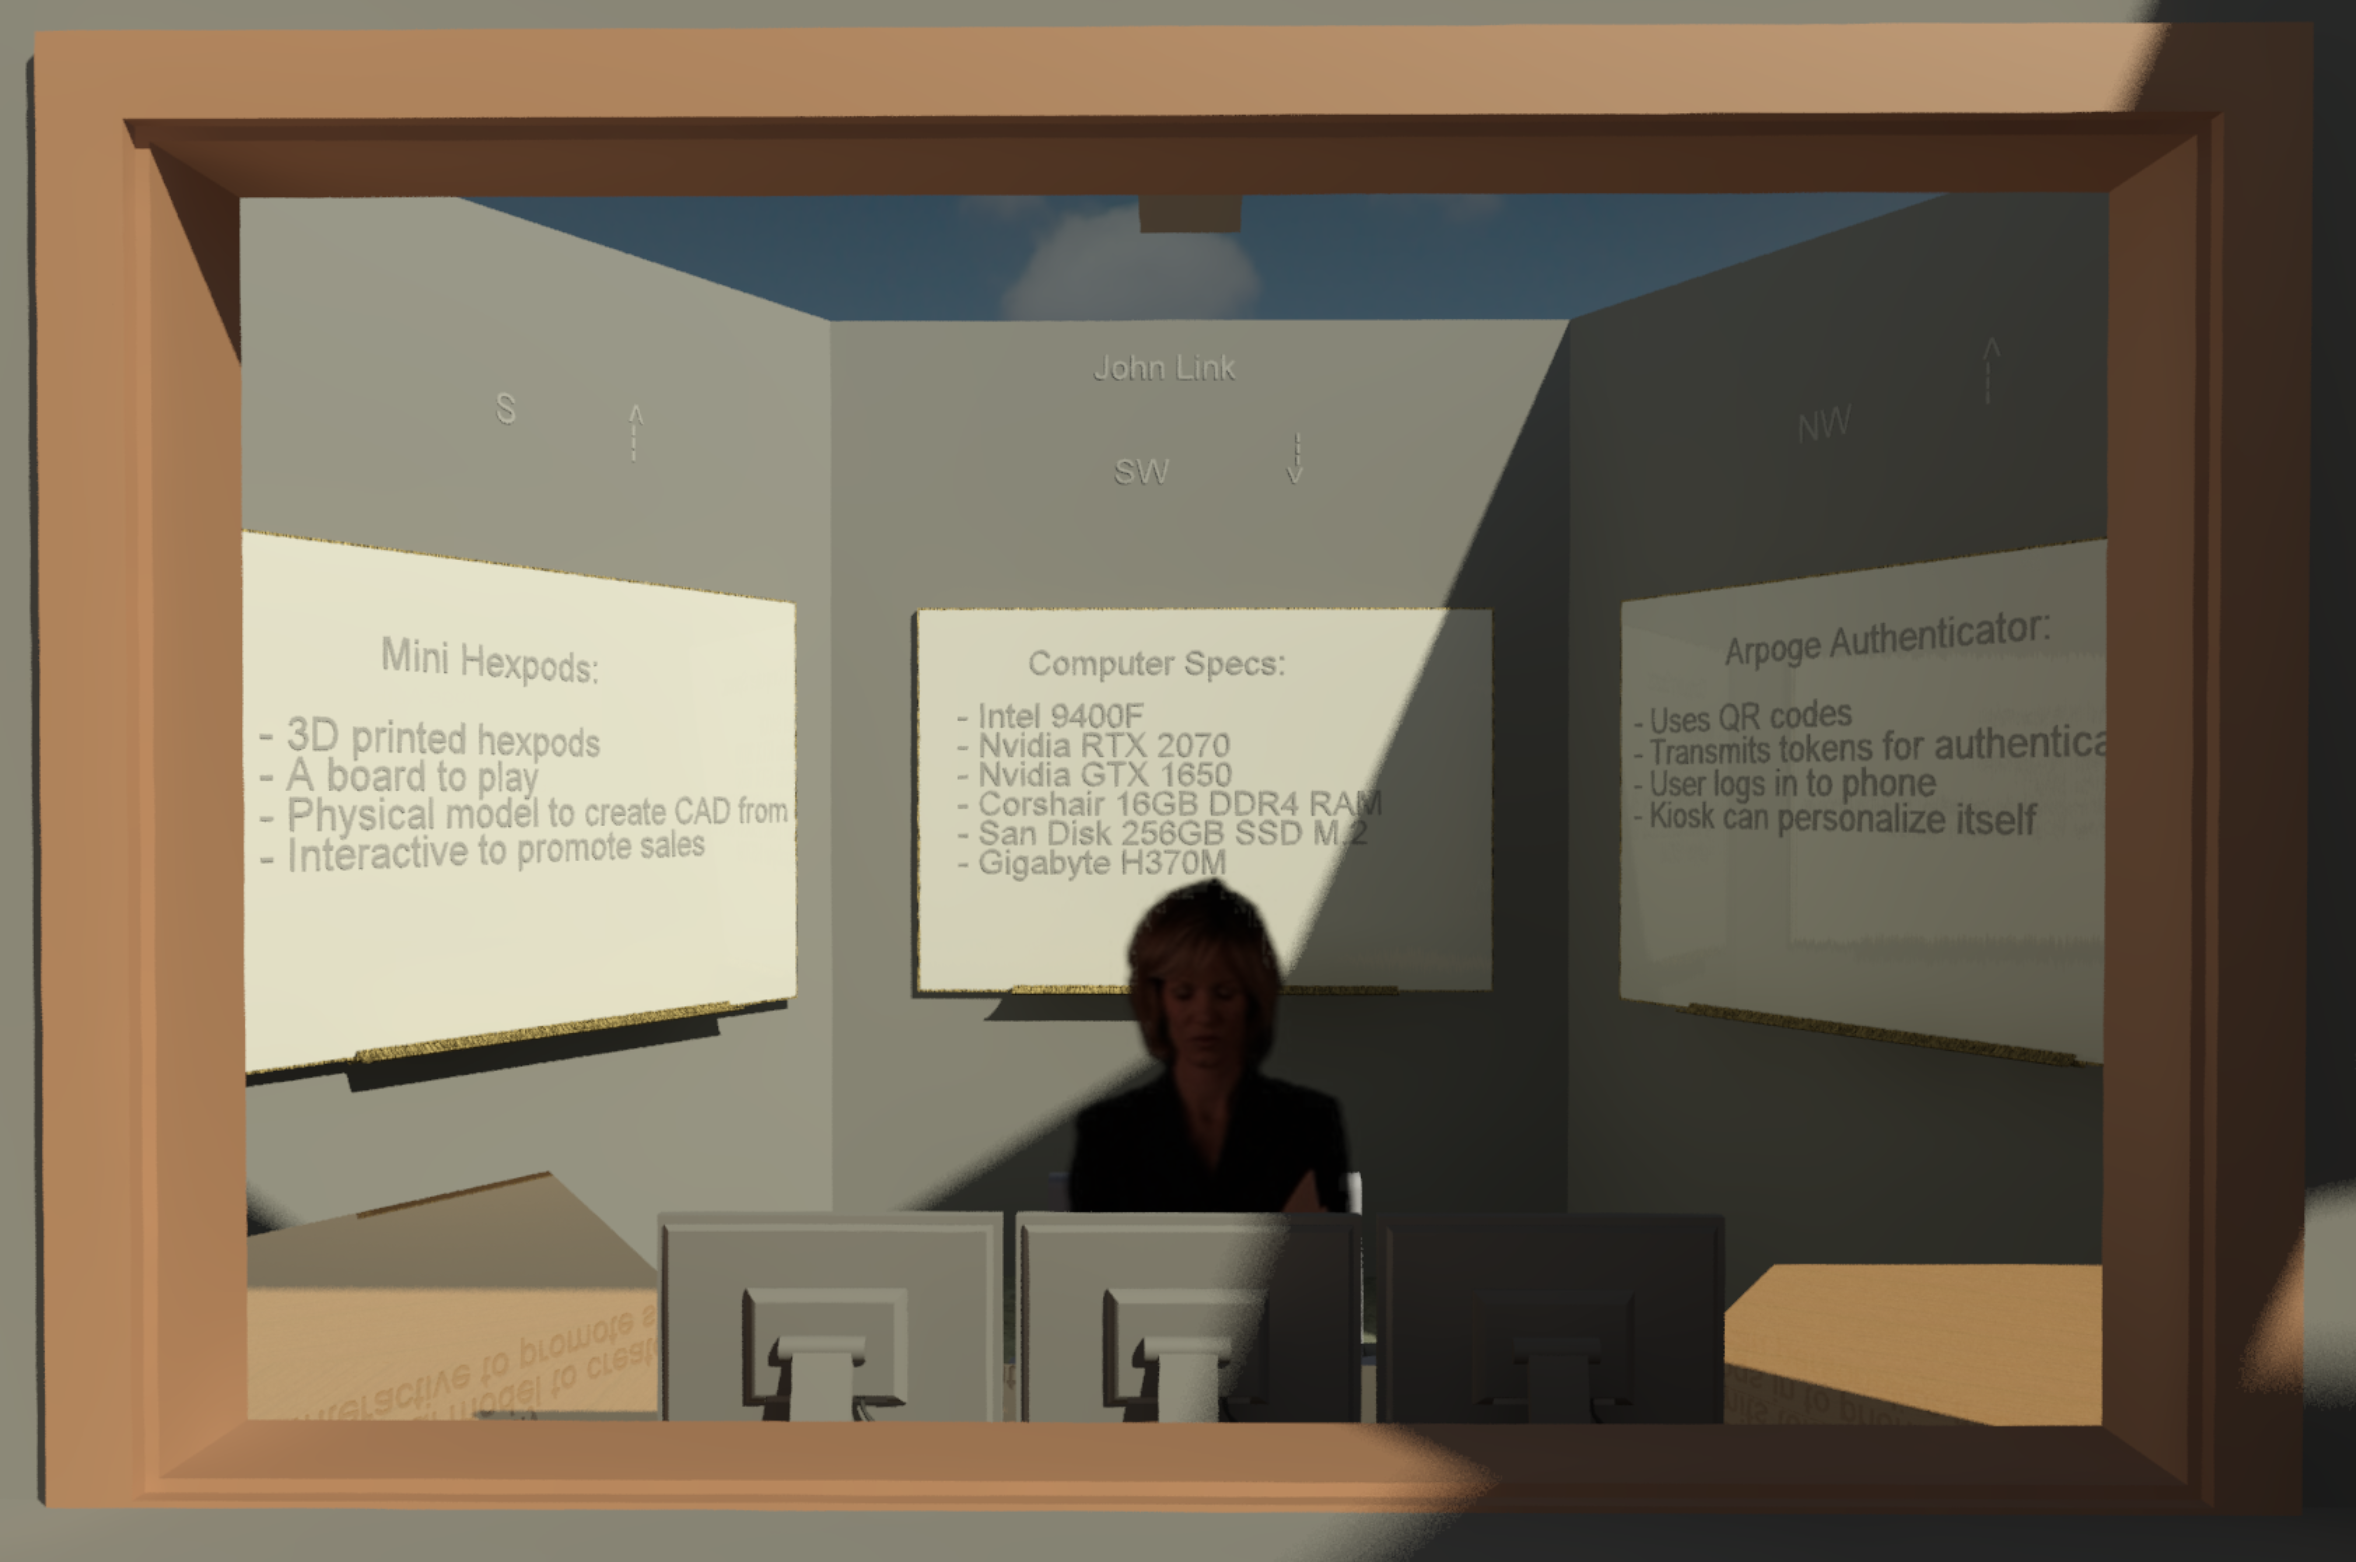 John Link
S
^
NW
SW
Mini Hexpods:
- 3D printed hexpods
- A board to play
- Physical model to create CAD from
- Interactive to promote sales
Computer Specs:
- Intel 9400F
- Nvidia RTX 2070
- Nvidia GTX 1650
- Corshair 16GB DDR4 RAM
- San Disk 256GB SSD M.2
- Gigabyte H370M
Arpoge Authenticator:
- Uses QR codes
- Transmits tokens for authentica
- User logs in to phone
- Kiosk can personalize itself